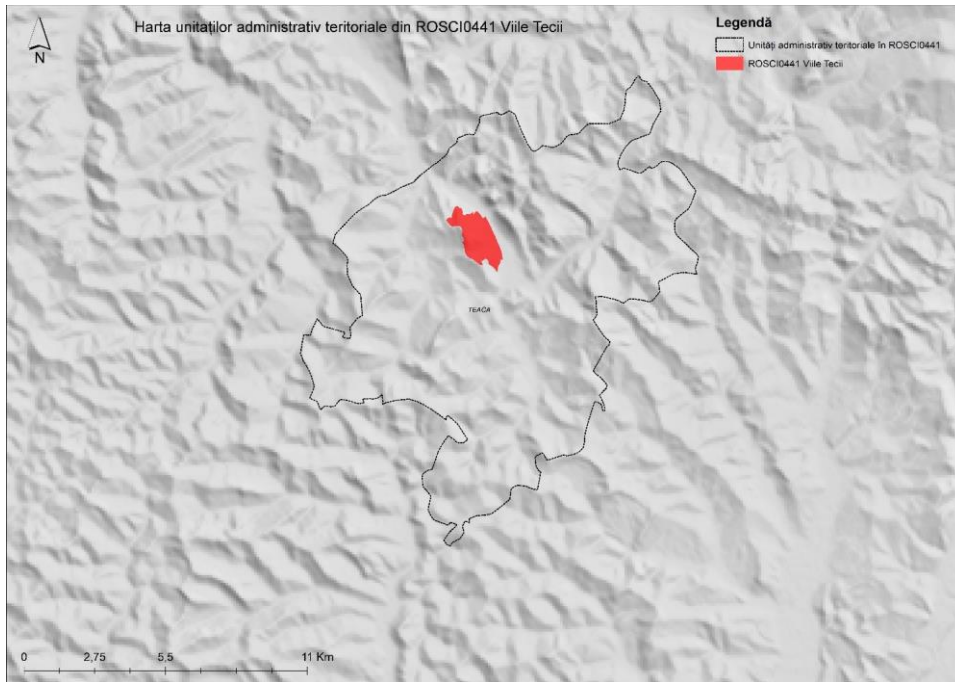 Harta unitaților administrativ teritoriale din ROSCI0441 Viile Tecii
Legendă
Unități administrativ teritoriale în ROSCI0441
ROSCI0441 Viile Tecii
N
TEACA
0 2,75 5,5 11 Km